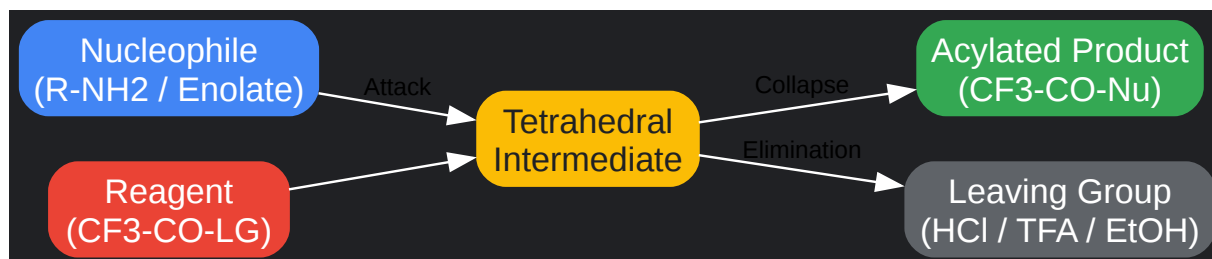 Nucleophile
(R-NH2 / Enolate)
Attack
Reagent
(CF3-CO-LG)
Tetrahedral
Intermediate
Collapse
Elimination
Acylated Product
(CF3-CO-Nu)
Leaving Group
(HCl / TFA / EtOH)